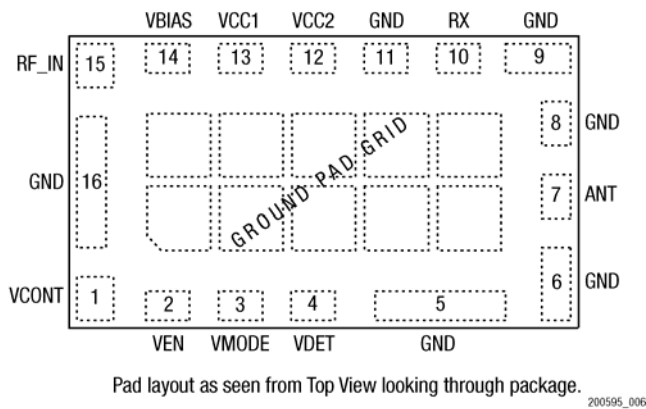 VBIAS VCC1 VCC2 GND RX GND
RF_IN 15 14 13 12 11 10 9
8 GND
GND 16 GROUND PAD GRID 7 ANT
VCONT 1 2 3 4 5 6 GND
VEN VMODE VDET GND
Pad layout as seen from Top View looking through package.
200595_006